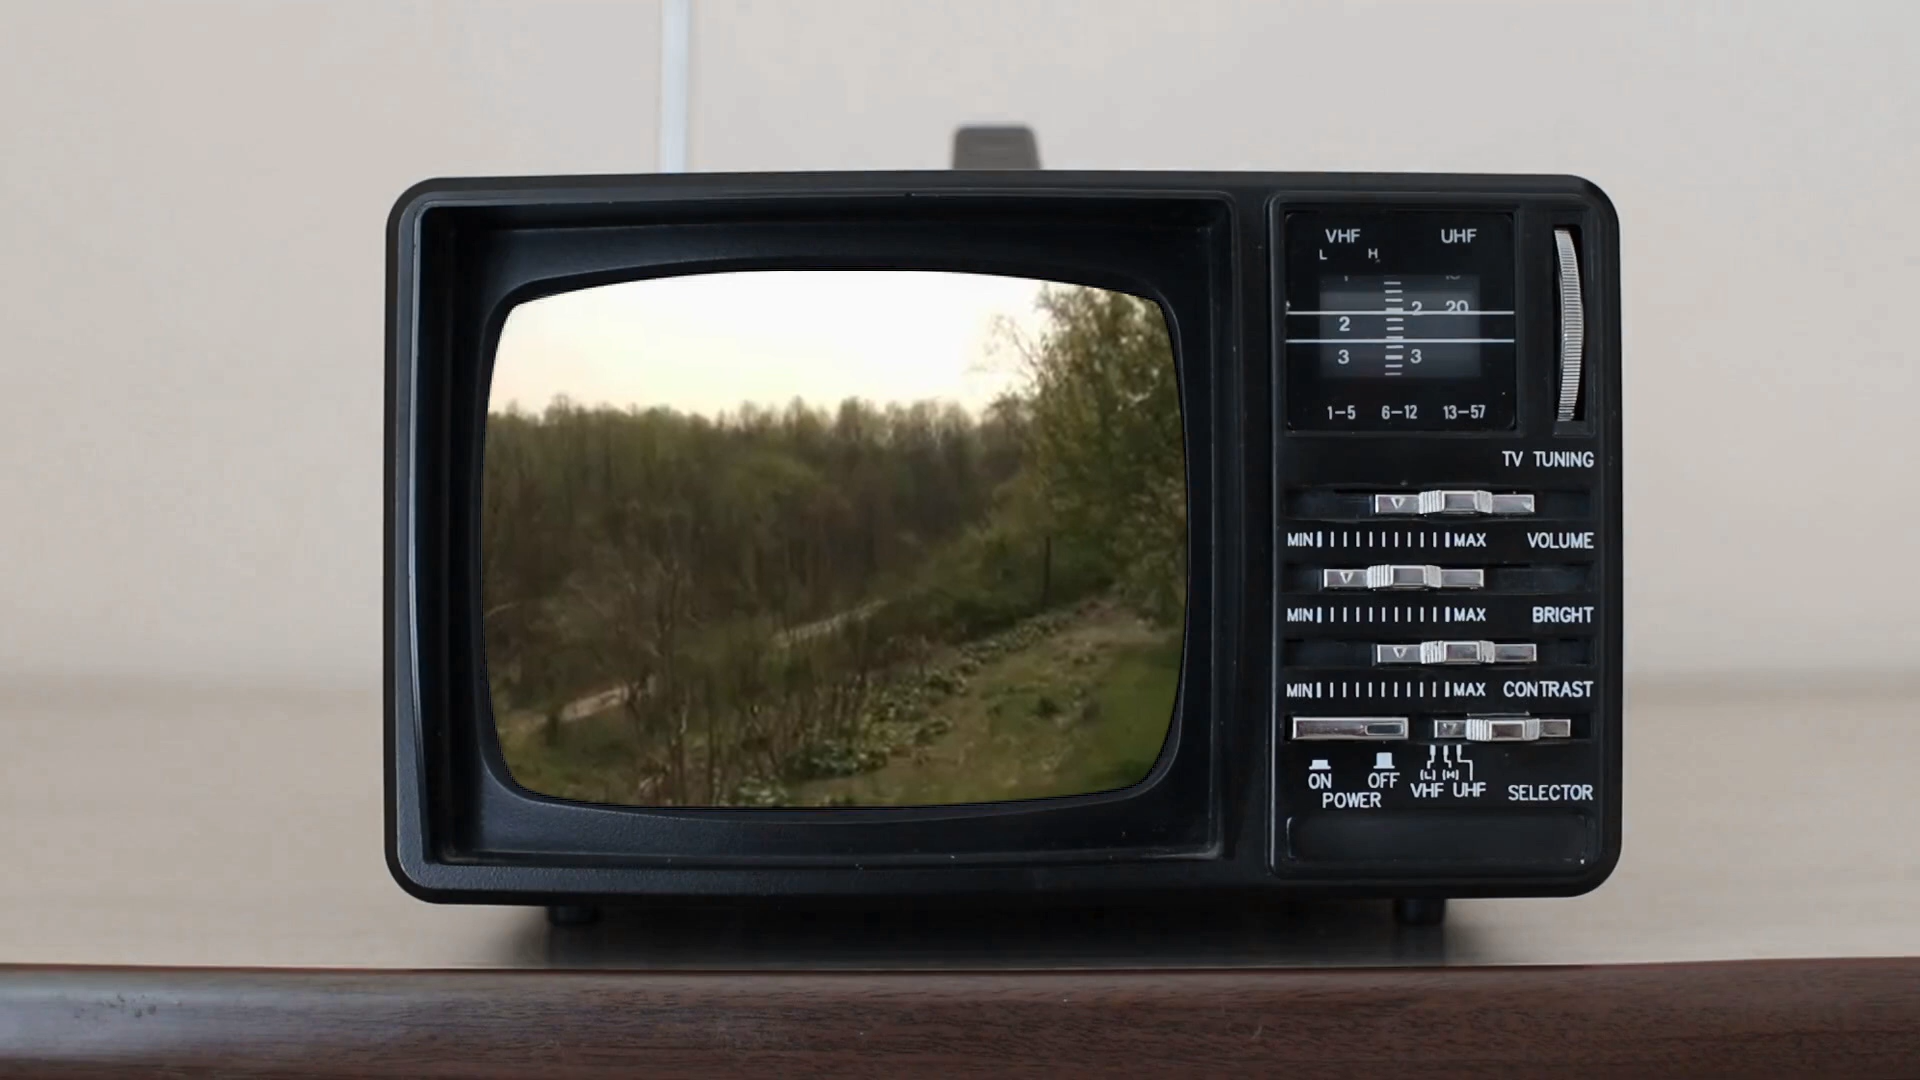 VHF UHF
L H
2 20
2
3 3
1-5 6-12 13-57
TV TUNING
MIN MAX VOLUME
MIN MAX BRIGHT
MIN MAX CONTRAST
ON OFF (L) (H)
POWER VHF UHF SELECTOR